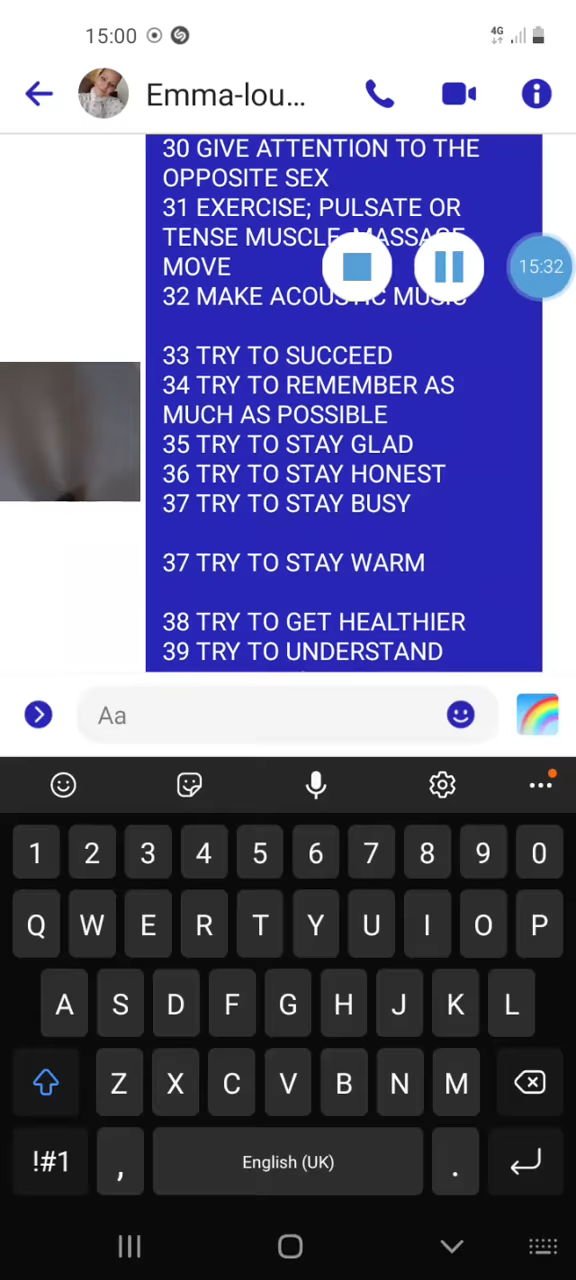 15:00
4G
Emma-lou...
30 GIVE ATTENTION TO THE
OPPOSITE SEX
31 EXERCISE; PULSATE OR
TENSE MUSCLE, MASSAGE
MOVE
15:32
32 MAKE ACOUSTIC MUSIC
33 TRY TO SUCCEED
34 TRY TO REMEMBER AS
MUCH AS POSSIBLE
35 TRY TO STAY GLAD
36 TRY TO STAY HONEST
37 TRY TO STAY BUSY
37 TRY TO STAY WARM
38 TRY TO GET HEALTHIER
39 TRY TO UNDERSTAND
Aa
1 2 3 4 5 6 7 8 9 0
Q W E R T Y U I O P
A S D F G H J K L
Z X C V B N M
!#1 , English (UK) .